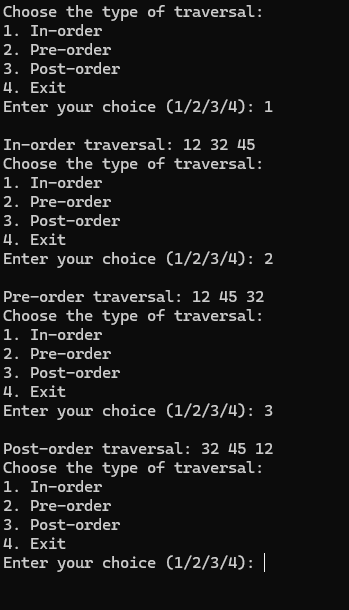 Choose the type of traversal:
1. In-order
2. Pre-order
3. Post-order
4. Exit
Enter your choice (1/2/3/4): 1

In-order traversal: 12 32 45
Choose the type of traversal:
1. In-order
2. Pre-order
3. Post-order
4. Exit
Enter your choice (1/2/3/4): 2

Pre-order traversal: 12 45 32
Choose the type of traversal:
1. In-order
2. Pre-order
3. Post-order
4. Exit
Enter your choice (1/2/3/4): 3

Post-order traversal: 32 45 12
Choose the type of traversal:
1. In-order
2. Pre-order
3. Post-order
4. Exit
Enter your choice (1/2/3/4):